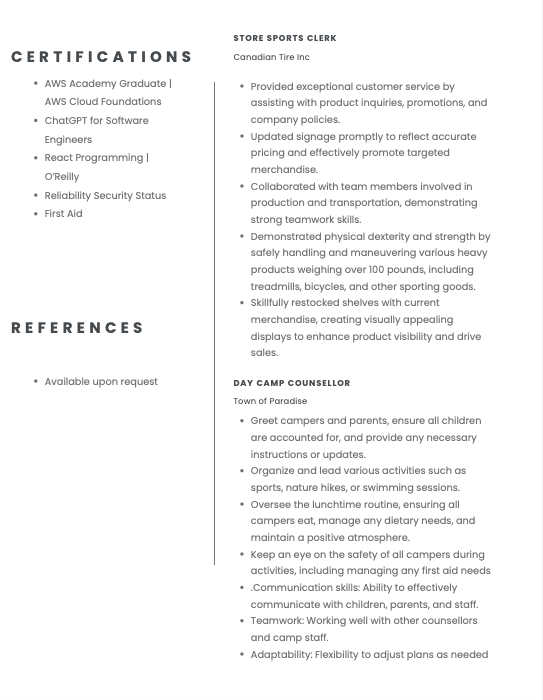 CERTIFICATIONS
• AWS Academy Graduate |
AWS Cloud Foundations
• ChatGPT for Software
Engineers
• React Programming |
O'Reilly
• Reliability Security Status
• First Aid
REFERENCES
• Available upon request
STORE SPORTS CLERK
Canadian Tire Inc
• Provided exceptional customer service by
assisting with product inquiries, promotions, and
company policies.
• Updated signage promptly to reflect accurate
pricing and effectively promote targeted
merchandise.
• Collaborated with team members involved in
production and transportation, demonstrating
strong teamwork skills.
• Demonstrated physical dexterity and strength by
safely handling and maneuvering various heavy
products weighing over 100 pounds, including
treadmills, bicycles, and other sporting goods.
• Skillfully restocked shelves with current
merchandise, creating visually appealing
displays to enhance product visibility and drive
sales.
DAY CAMP COUNSELLOR
Town of Paradise
• Greet campers and parents, ensure all children
are accounted for, and provide any necessary
instructions or updates.
• Organize and lead various activities such as
sports, nature hikes, or swimming sessions.
• Oversee the lunchtime routine, ensuring all
campers eat, manage any dietary needs, and
maintain a positive atmosphere.
• Keep an eye on the safety of all campers during
activities, including managing any first aid needs
• .Communication skills: Ability to effectively
communicate with children, parents, and staff.
• Teamwork: Working well with other counsellors
and camp staff.
• Adaptability: Flexibility to adjust plans as needed